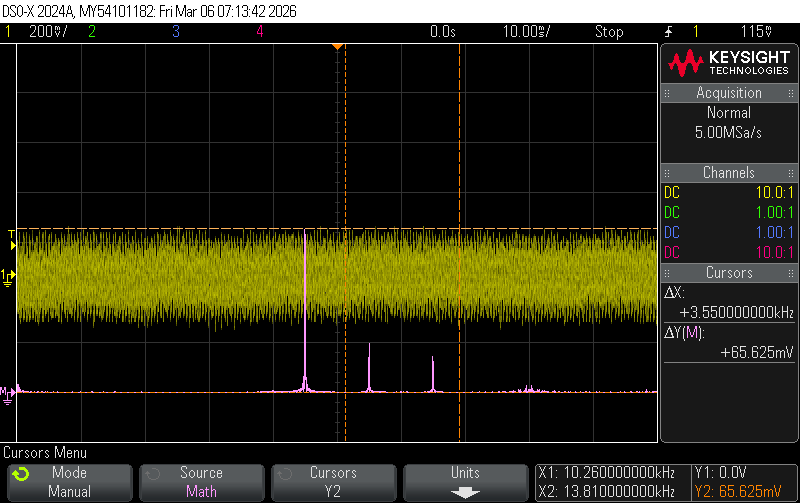 DSO-X 2024A, MY54101182: Fri Mar 06 07:13:42 2026
1 200mV/ 2 3 4 0.0s 10.00ms/ Stop 1 115mV
KEYSIGHT
TECHNOLOGIES
Acquisition
Normal
5.00MSa/s
Channels
DC 10.0:1
DC 1.00:1
DC 1.00:1
DC 10.0:1
Cursors
ΔX:
+3.550000000kHz
ΔY(M):
+65.625mV
T
1
M
Cursors Menu
Mode
Manual
Source
Math
Cursors
Y2
Units
X1: 10.260000000kHz
X2: 13.810000000kHz
Y1: 0.0V
Y2: 65.625mV